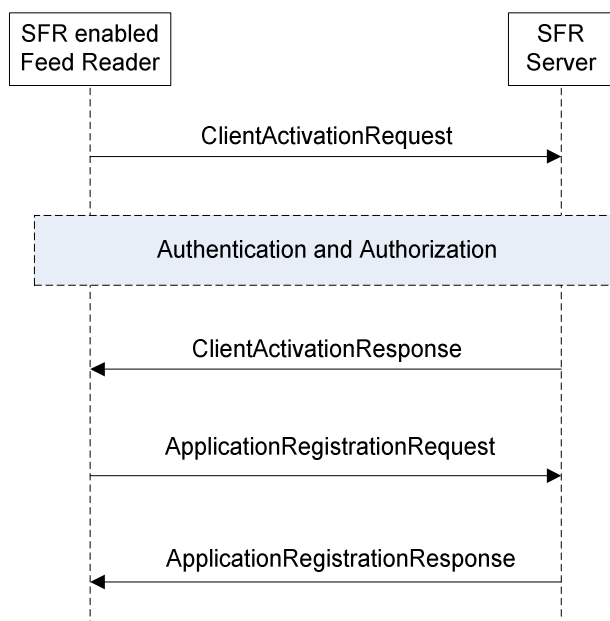 SFR enabled
Feed Reader
SFR
Server
ClientActivationRequest
Authentication and Authorization
ClientActivationResponse
ApplicationRegistrationRequest
ApplicationRegistrationResponse